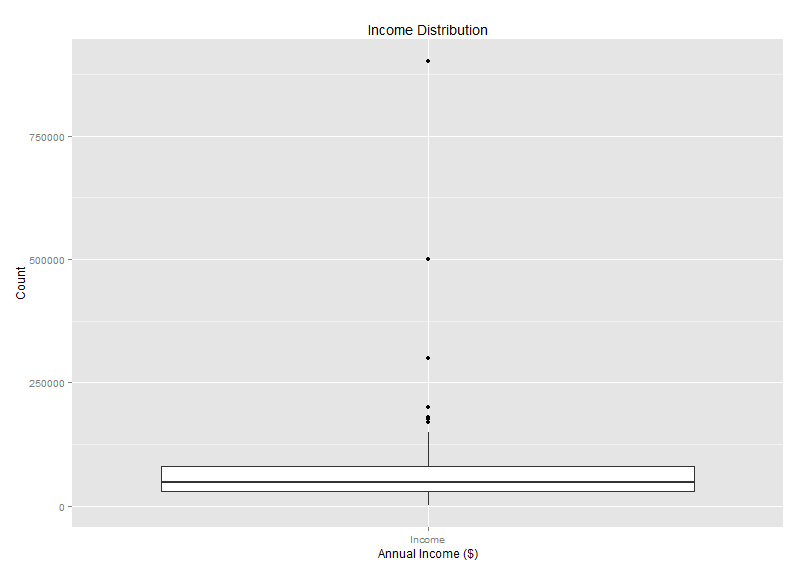 Income Distribution
750000
500000
250000
0
Count
Income
Annual Income ($)